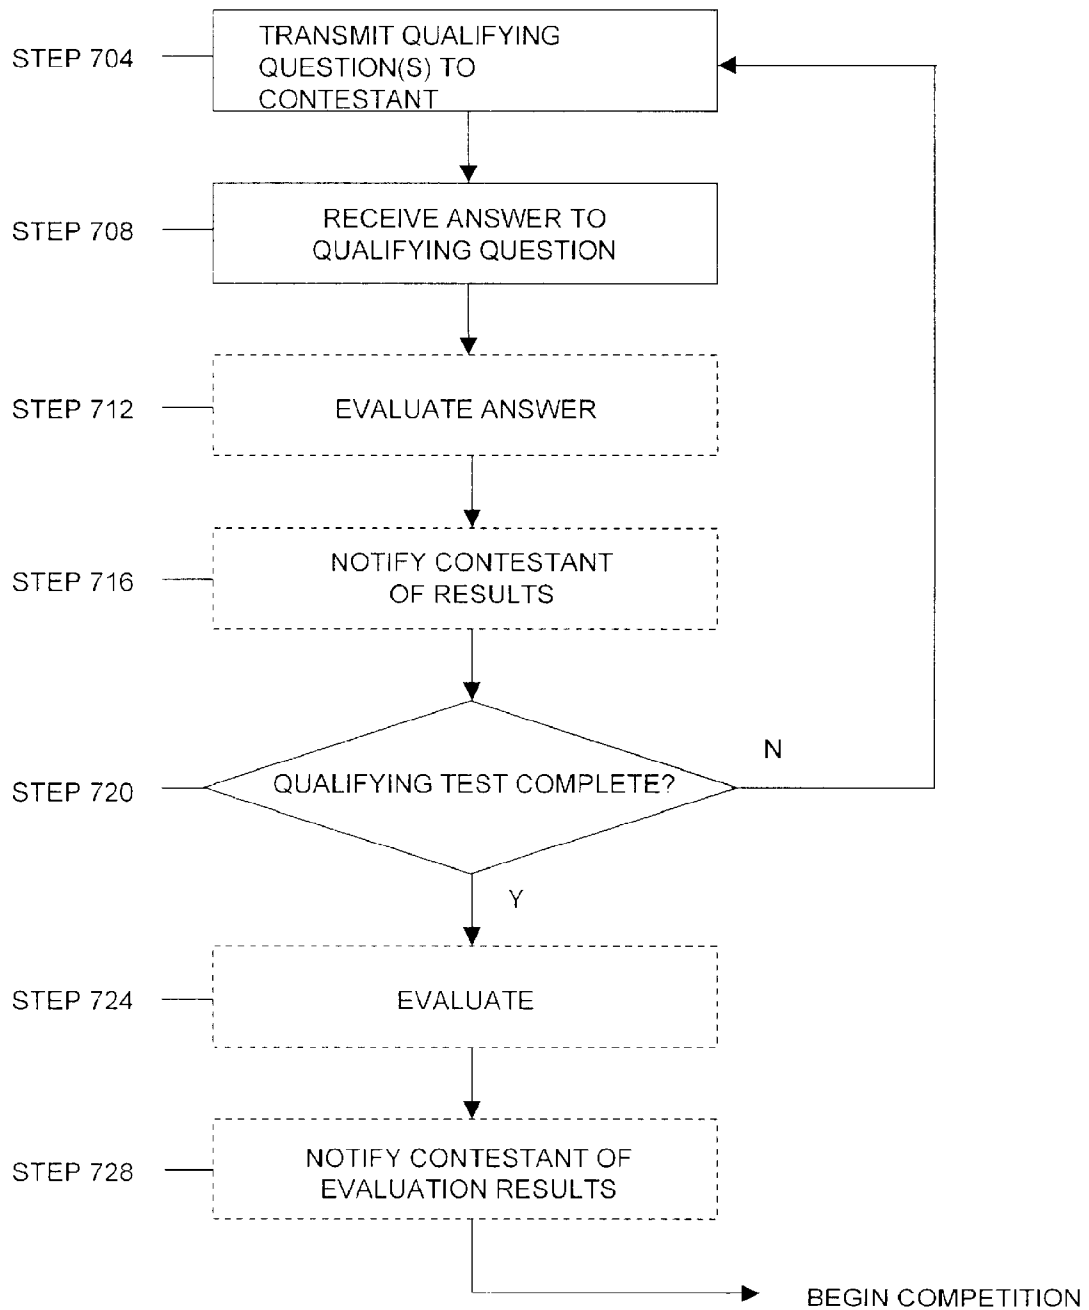 STEP 704
TRANSMIT QUALIFYING
QUESTION(S) TO
CONTESTANT
STEP 708
RECEIVE ANSWER TO
QUALIFYING QUESTION
STEP 712
EVALUATE ANSWER
STEP 716
NOTIFY CONTESTANT
OF RESULTS
STEP 720
QUALIFYING TEST COMPLETE?
N
Y
STEP 724
EVALUATE
STEP 728
NOTIFY CONTESTANT OF
EVALUATION RESULTS
BEGIN COMPETITION